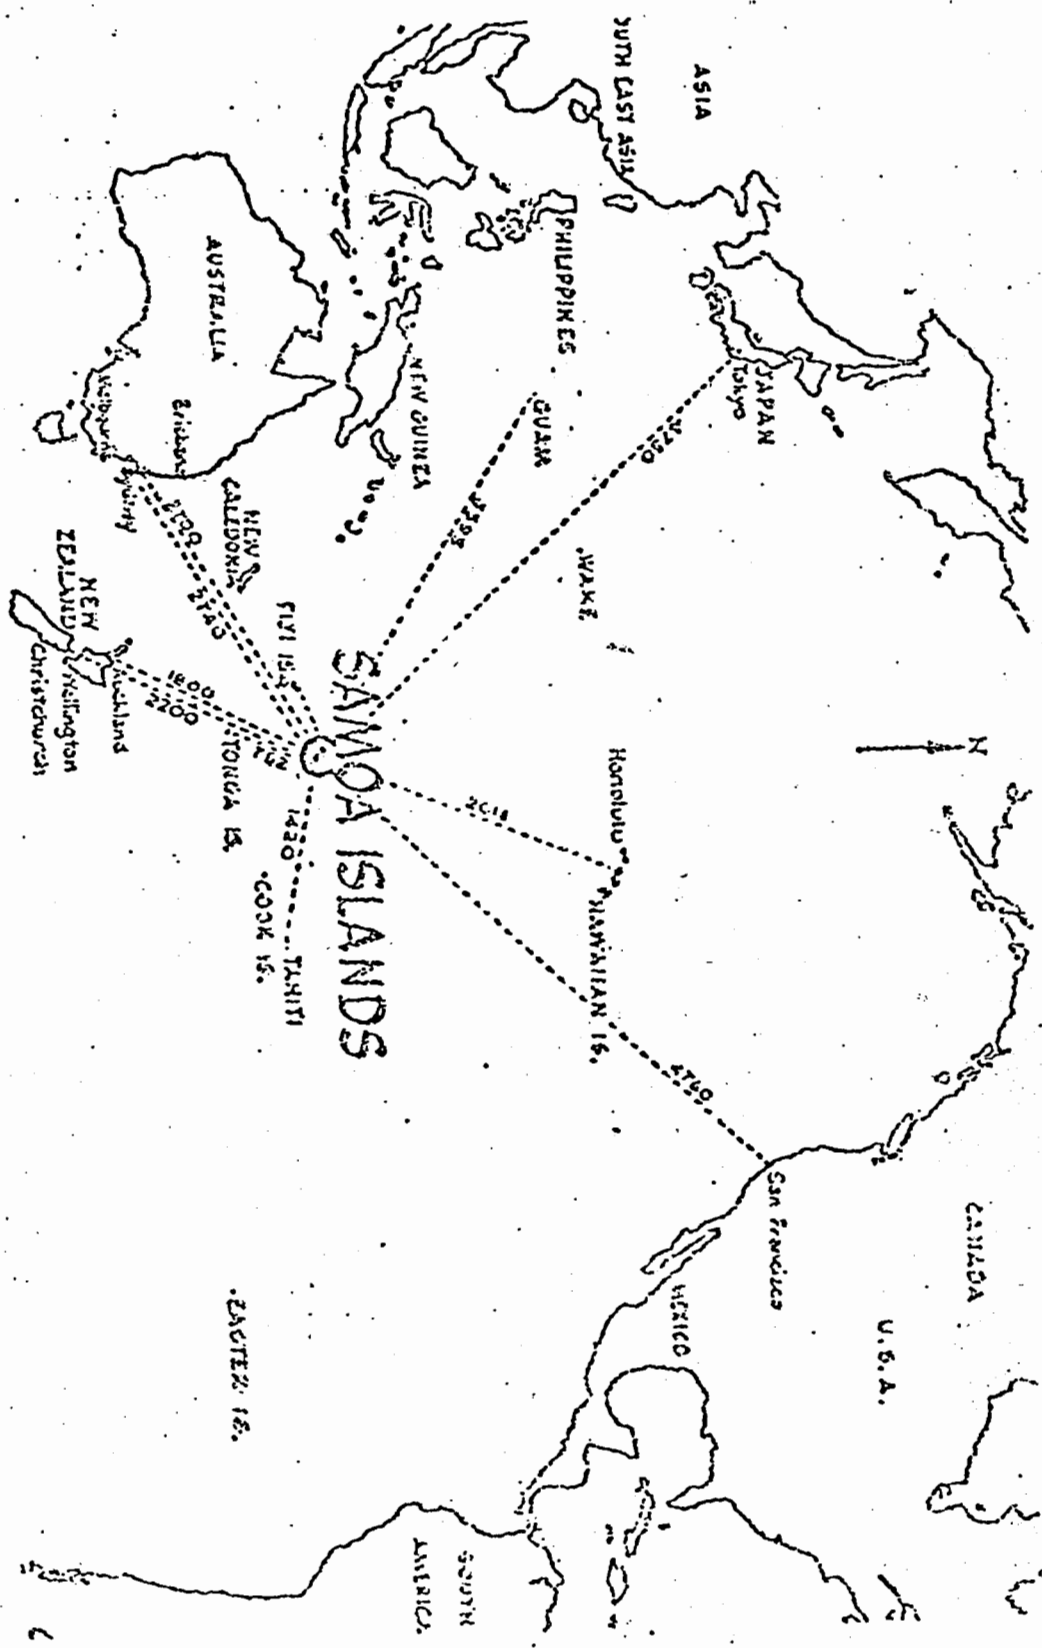 ASIA
SOUTH EAST ASIA
PHILIPPINES
JAPAN
Tokyo
GUAM
NEW GUINEA
AUSTRALIA
Brisbane
Melbourne
Sydney
NEW
CALEDONIA
WAKE
FIJI IS.
NEW
ZEALAND
Auckland
Wellington
Christchurch
1800
2200
2740
TONGA IS.
SAMOA ISLANDS
1420
TAHITI
COOK IS.
Honolulu
HAWAIIAN IS.
N
San Francisco
CANADA
U.S.A.
MEXICO
EASTER IS.
SOUTH
AMERICA